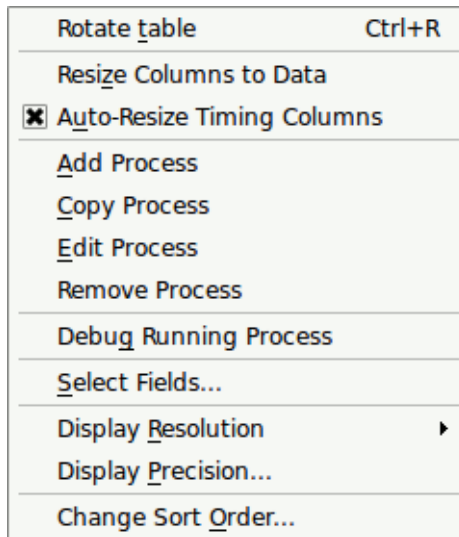 Rotate table Ctrl+R
Resize Columns to Data
Auto-Resize Timing Columns
Add Process
Copy Process
Edit Process
Remove Process
Debug Running Process
Select Fields...
Display Resolution
Display Precision...
Change Sort Order...